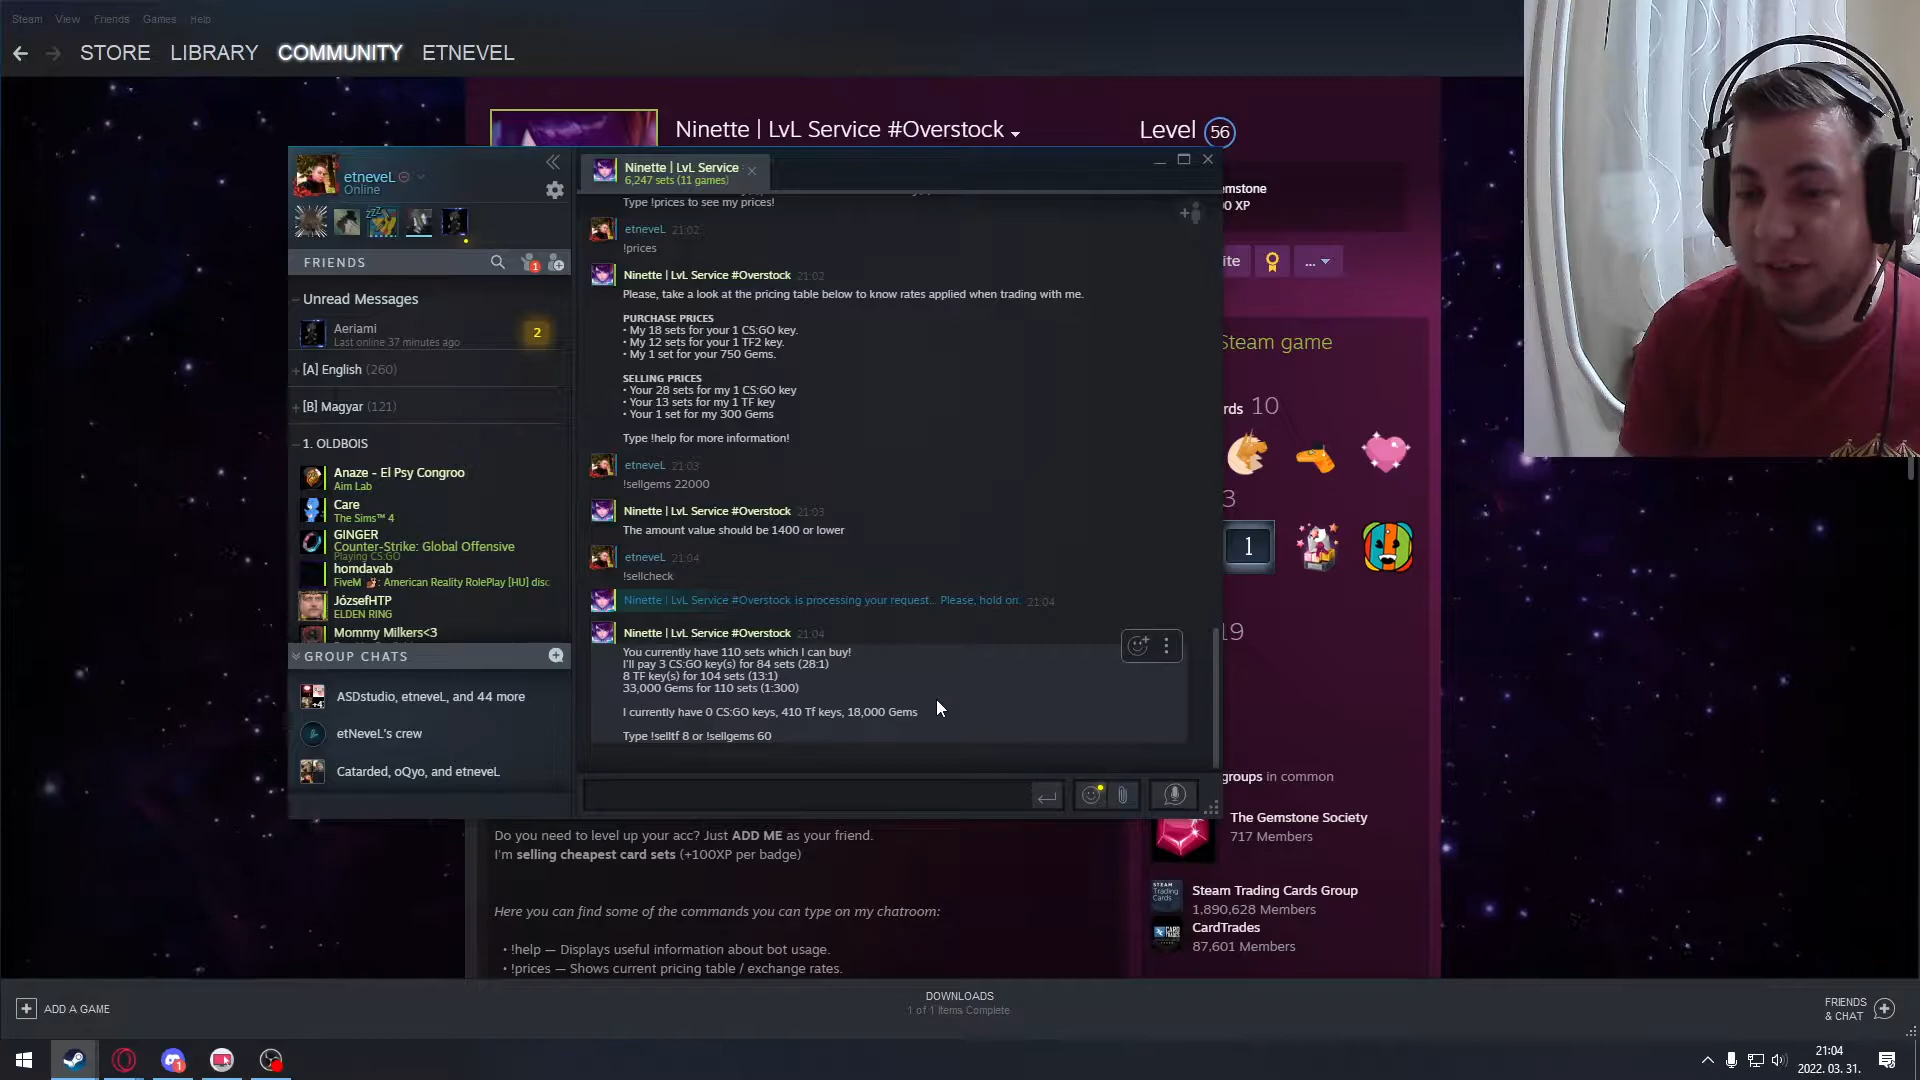 Steam View Friends Games Help
STORE LIBRARY COMMUNITY ETNEVEL
Ninette | LvL Service #Overstock
Level 56
etneveL
Online
Ninette | LvL Service
6,247 sets (11 games)
FRIENDS
1
Unread Messages
Aeriami
Last online 37 minutes ago
2
[A] English (260)
[B] Magyar (121)
1. OLDBOIS
Anaze - El Psy Congroo
Aim Lab
Care
The Sims™ 4
GINGER
Counter-Strike: Global Offensive
Playing CS:GO
homdavab
FiveM : American Reality RolePlay [HU] disc
JózsefHTP
ELDEN RING
Mommy Milkers<3
GROUP CHATS
ASDstudio, etneveL, and 44 more
etNeveL's crew
Catarded, oQyo, and etneveL
Type !prices to see my prices!
etneveL 21:02
!prices
Ninette | LvL Service #Overstock 21:02
Please, take a look at the pricing table below to know rates applied when trading with me.
PURCHASE PRICES
• My 18 sets for your 1 CS:GO key.
• My 12 sets for your 1 TF2 key.
• My 1 set for your 750 Gems.
SELLING PRICES
• Your 28 sets for my 1 CS:GO key
• Your 13 sets for my 1 TF key
• Your 1 set for my 300 Gems
Type !help for more information!
etneveL 21:03
!sellgems 22000
Ninette | LvL Service #Overstock 21:03
The amount value should be 1400 or lower
etneveL 21:04
!sellcheck
Ninette | LvL Service #Overstock is processing your request... Please, hold on. 21:04
Ninette | LvL Service #Overstock 21:04
You currently have 110 sets which I can buy!
I'll pay 3 CS:GO key(s) for 84 sets (28:1)
8 TF key(s) for 104 sets (13:1)
33,000 Gems for 110 sets (1:300)
I currently have 0 CS:GO keys, 410 Tf keys, 18,000 Gems
Type !selltf 8 or !sellgems 60
emstone
0 XP
ite
...
Steam game
rds 10
3
1
19
groups in common
The Gemstone Society
717 Members
Steam Trading Cards Group
1,890,628 Members
CardTrades
87,601 Members
Do you need to level up your acc? Just ADD ME as your friend.
I'm selling cheapest card sets (+100XP per badge)
Here you can find some of the commands you can type on my chatroom:
• !help — Displays useful information about bot usage.
• !prices — Shows current pricing table / exchange rates.
ADD A GAME
DOWNLOADS
1 of 1 Items Complete
FRIENDS
& CHAT
21:04
2022. 03. 31.